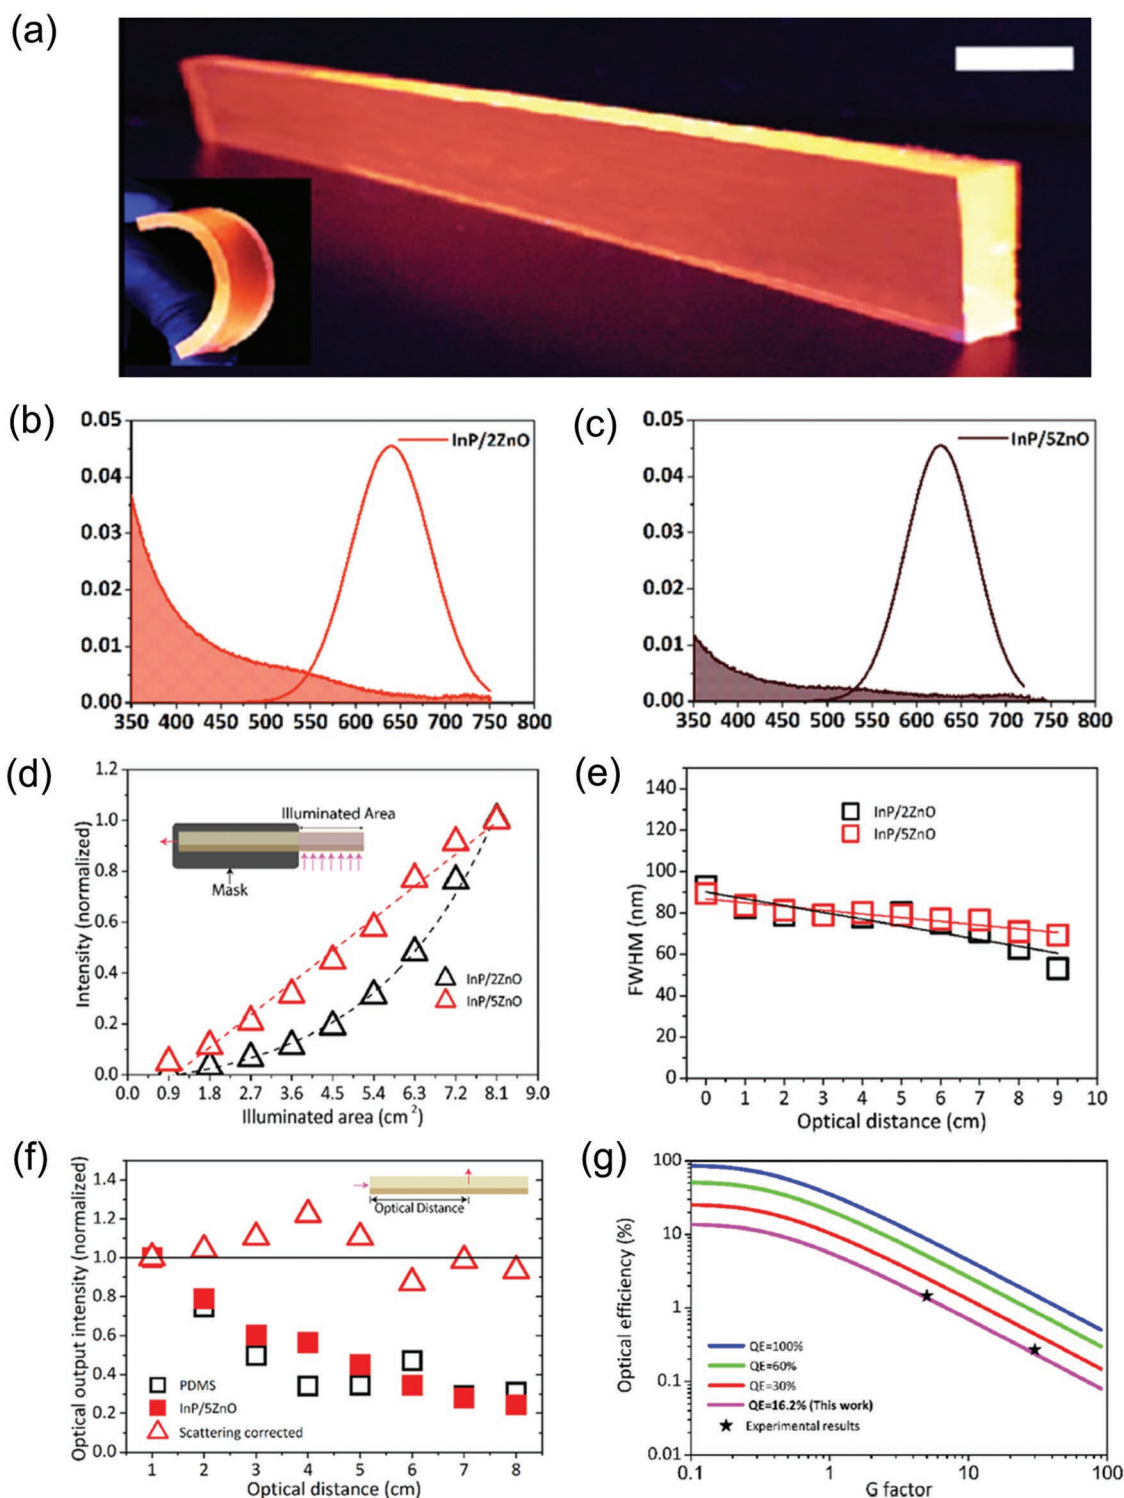 (a)
(b)
0.05
0.04
0.03
0.02
0.01
0.00
InP/2ZnO
350 400 450 500 550 600 650 700 750 800
(c)
0.05
0.04
0.03
0.02
0.01
0.00
InP/5ZnO
350 400 450 500 550 600 650 700 750 800
(d)
Intensity (normalized)
1.2
1.0
0.8
0.6
0.4
0.2
0.0
Illuminated Area
Mask
InP/2ZnO
InP/5ZnO
0.0 0.9 1.8 2.7 3.6 4.5 5.4 6.3 7.2 8.1 9.0
Illuminated area (cm²)
(e)
FWHM (nm)
140
120
100
80
60
40
20
0
InP/2ZnO
InP/5ZnO
0 1 2 3 4 5 6 7 8 9 10
Optical distance (cm)
(f)
Optical output intensity (normalized)
1.4
1.2
1.0
0.8
0.6
0.4
0.2
0.0
Optical Distance
PDMS
InP/5ZnO
Scattering corrected
1 2 3 4 5 6 7 8
Optical distance (cm)
(g)
Optical efficiency (%)
100
10
1
0.1
0.01
QE=100%
QE=60%
QE=30%
QE=16.2% (This work)
Experimental results
0.1 1 10 100
G factor